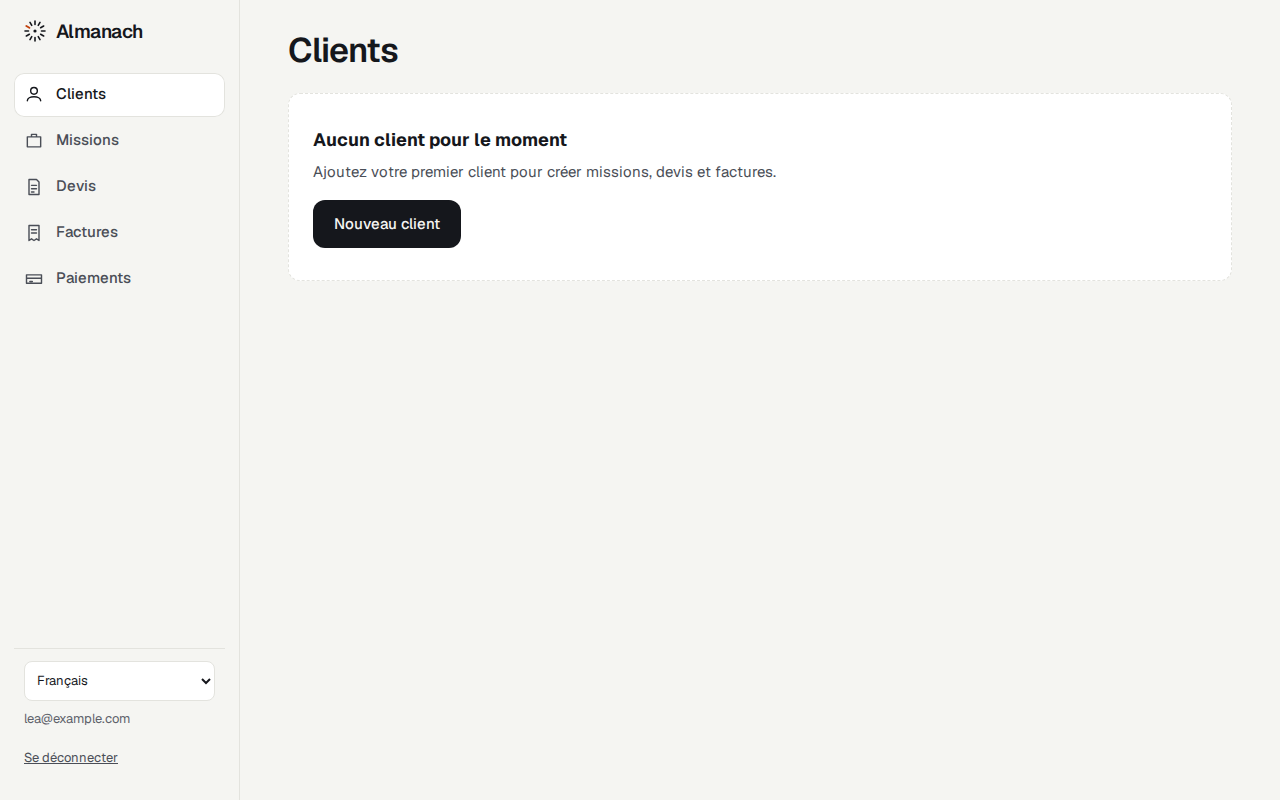 Almanach
Clients
Missions
Devis
Factures
Paiements
Français
lea@example.com
Se déconnecter
Clients
Aucun client pour le moment
Ajoutez votre premier client pour créer missions, devis et factures.
Nouveau client